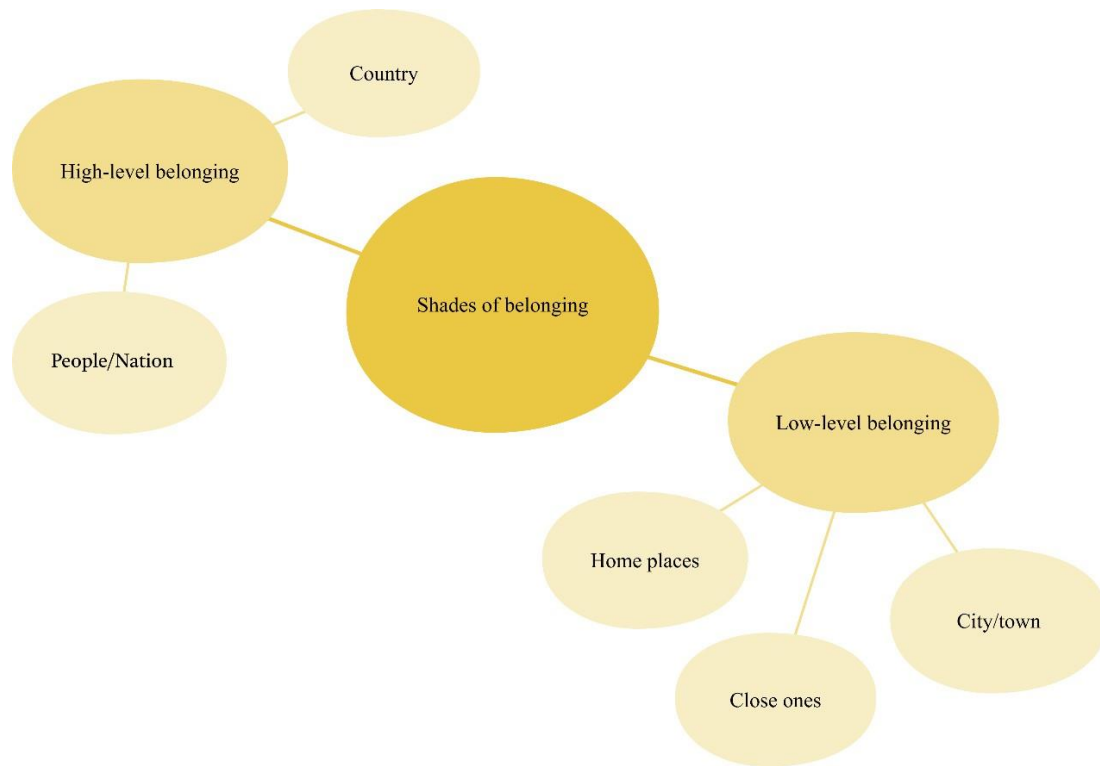 Country
High-level belonging
Shades of belonging
People/Nation
Low-level belonging
Home places
City/town
Close ones